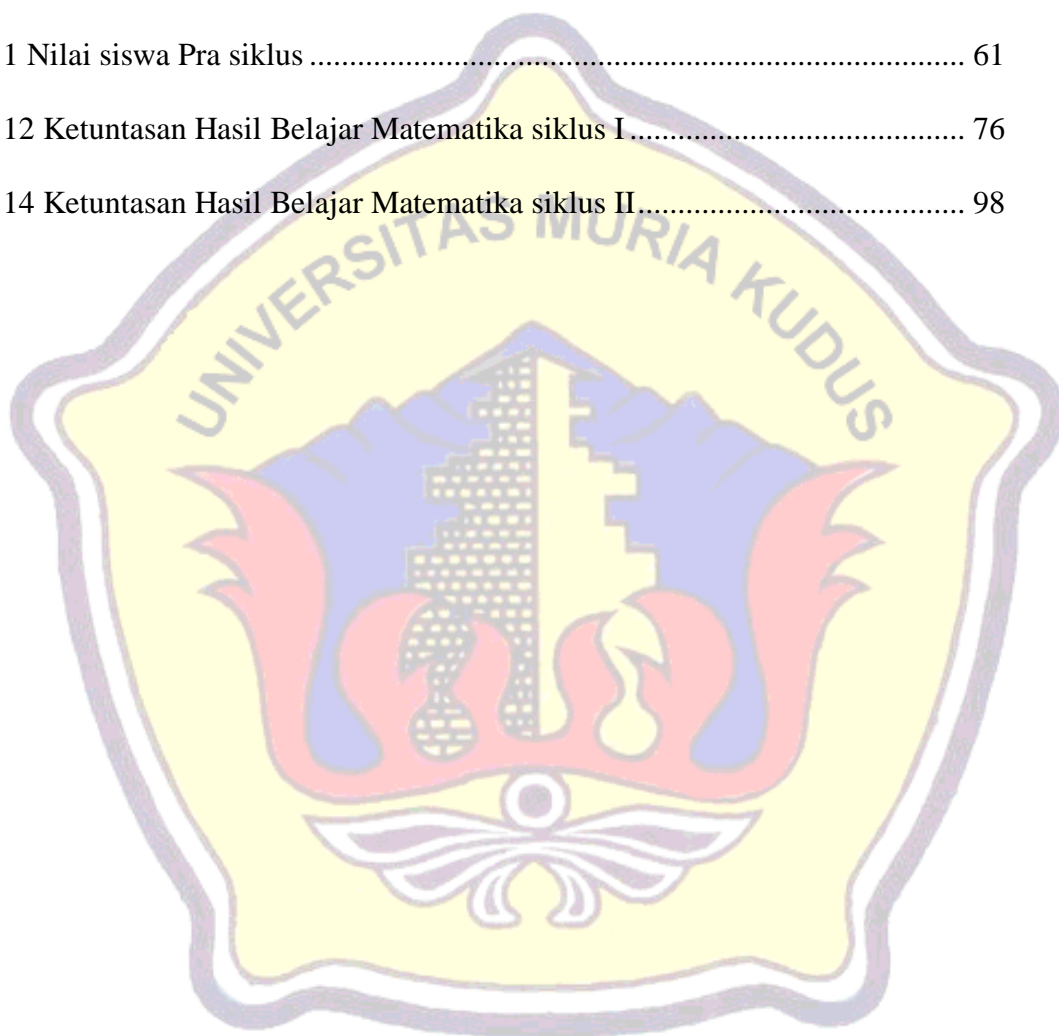 1 Nilai siswa Pra siklus ................................................................................ 61
12 Ketuntasan Hasil Belajar Matematika siklus I ......................................... 76
14 Ketuntasan Hasil Belajar Matematika siklus II ........................................ 98
UNIVERSITAS MURIA KUDUS